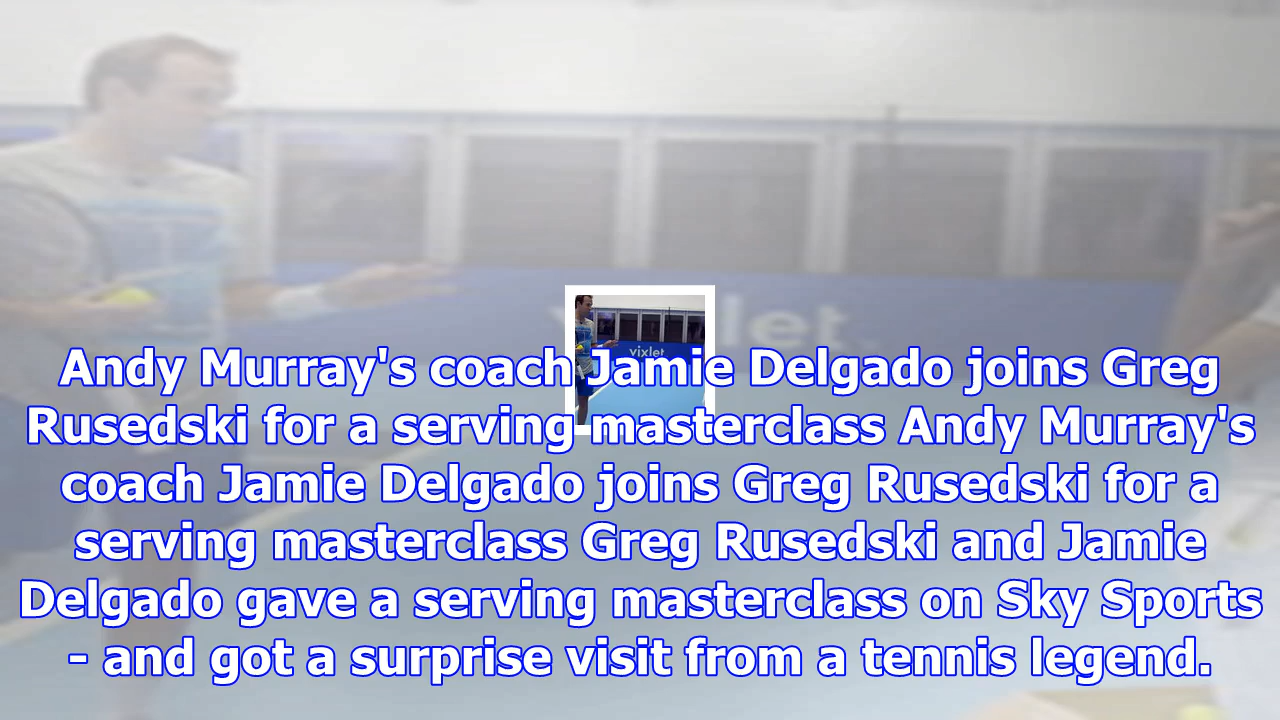 vixlet
Andy Murray's coach Jamie Delgado joins Greg
Rusedski for a serving masterclass Andy Murray's
coach Jamie Delgado joins Greg Rusedski for a
serving masterclass Greg Rusedski and Jamie
Delgado gave a serving masterclass on Sky Sports
- and got a surprise visit from a tennis legend.